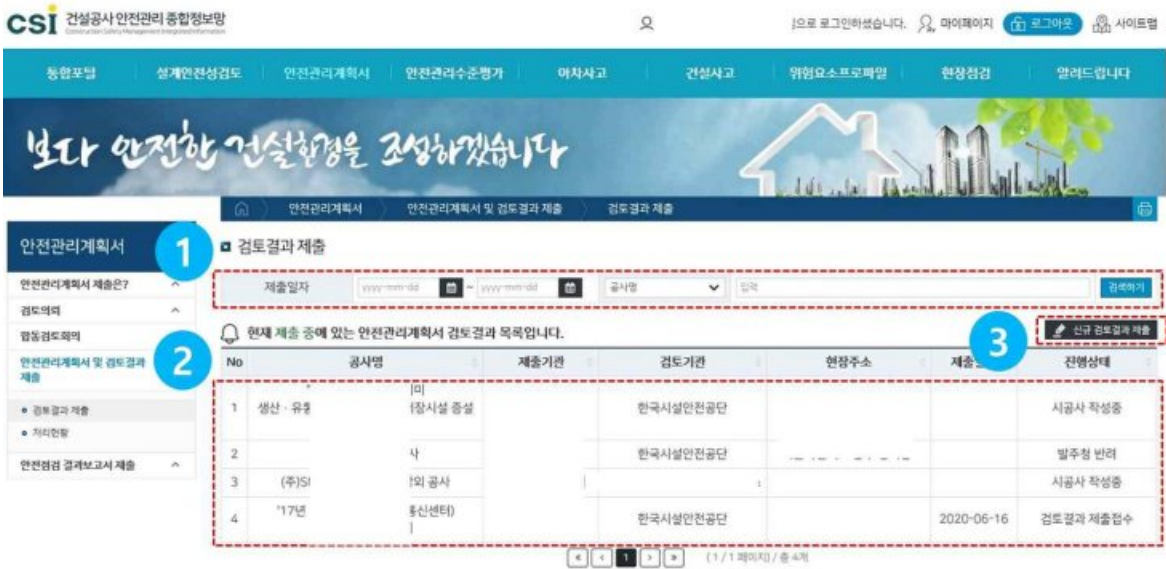 CSI 건설공사 안전관리 종합정보망
Construction Safety Management Integrated Information
으로 로그인하셨습니다. 마이페이지 로그아웃 사이트맵
통합포털 설계안전성검토 안전관리계획서 안전관리수준평가 아차사고 건설사고 위험요소프로파일 현장점검 알려드립니다
보다 안전한 건설환경을 조성하겠습니다
안전관리계획서 안전관리계획서 및 검토결과 제출 검토결과 제출
안전관리계획서
안전관리계획서 제출은?
검토의뢰
합동검토회의
안전관리계획서 및 검토결과
제출
검토결과 제출
처리현황
안전점검 결과보고서 제출
1
검토결과 제출
제출일자 yyyy-mm-dd ~ yyyy-mm-dd 공사명 입력 검색하기
2
현재 제출 중에 있는 안전관리계획서 검토결과 목록입니다.
3
신규 검토결과 제출
No 공사명 제출기관 검토기관 현장주소 제출일 진행상태
1 생산 · 유 장시설 증설 한국시설안전공단 시공사 작성중
2 사 한국시설안전공단 발주청 반려
3 (주)S 외 공사 시공사 작성중
4 '17년 통신센터) 한국시설안전공단 2020-06-16 검토결과 제출접수
« < 1 > » (1 / 1 페이지) / 총 4개